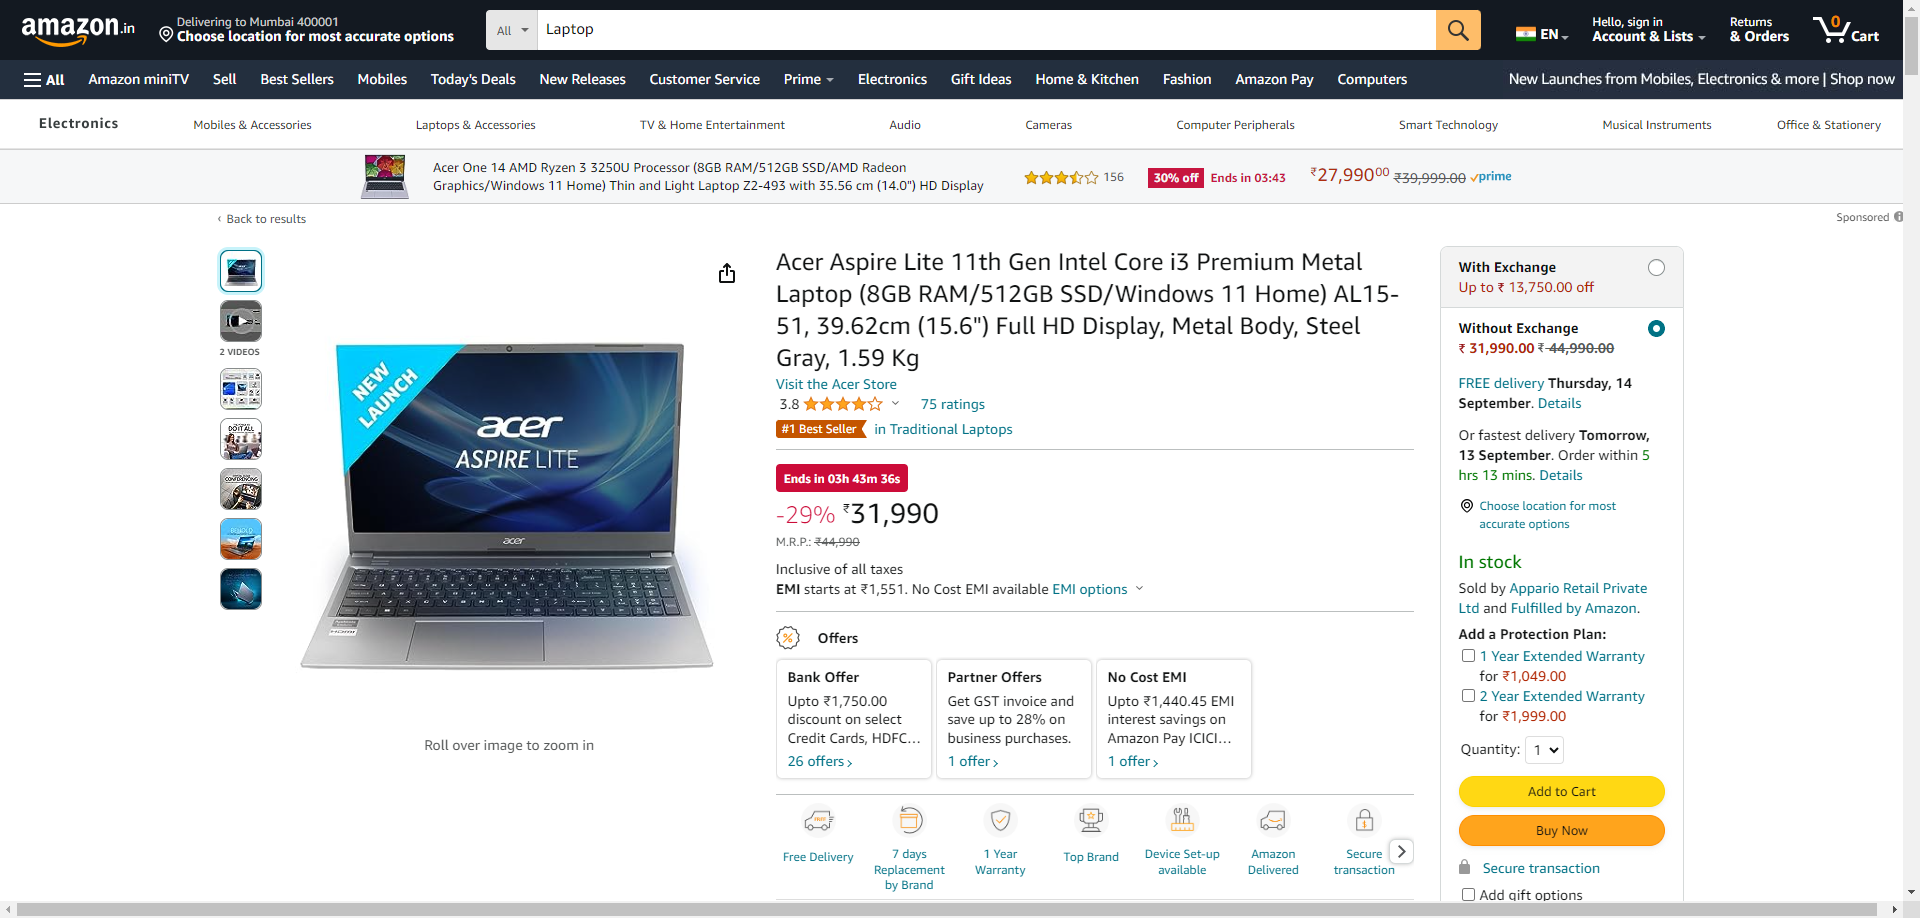 amazon.in
Delivering to Mumbai 400001
Choose location for most accurate options
All
Laptop
EN
Hello, sign in
Account & Lists
Returns
& Orders
0
Cart
All
Amazon miniTV
Sell
Best Sellers
Mobiles
Today's Deals
New Releases
Customer Service
Prime
Electronics
Gift Ideas
Home & Kitchen
Fashion
Amazon Pay
Computers
New Launches from Mobiles, Electronics & more | Shop now
Electronics
Mobiles & Accessories
Laptops & Accessories
TV & Home Entertainment
Audio
Cameras
Computer Peripherals
Smart Technology
Musical Instruments
Office & Stationery
Acer One 14 AMD Ryzen 3 3250U Processor (8GB RAM/512GB SSD/AMD Radeon
Graphics/Windows 11 Home) Thin and Light Laptop Z2-493 with 35.56 cm (14.0") HD Display
156
30% off
Ends in 03:43
₹27,99000
₹39,999.00
prime
‹ Back to results
Sponsored
2 VIDEOS
DO IT ALL
CONFERENCING
NEW
LAUNCH
acer
ASPIRE LITE
acer
HDMI
Roll over image to zoom in
Acer Aspire Lite 11th Gen Intel Core i3 Premium Metal
Laptop (8GB RAM/512GB SSD/Windows 11 Home) AL15-
51, 39.62cm (15.6") Full HD Display, Metal Body, Steel
Gray, 1.59 Kg
Visit the Acer Store
3.8
75 ratings
#1 Best Seller
in Traditional Laptops
Ends in 03h 43m 36s
-29% ₹31,990
M.R.P.: ₹44,990
Inclusive of all taxes
EMI starts at ₹1,551. No Cost EMI available EMI options
Offers
Bank Offer
Upto ₹1,750.00
discount on select
Credit Cards, HDFC…
26 offers ›
Partner Offers
Get GST invoice and
save up to 28% on
business purchases.
1 offer ›
No Cost EMI
Upto ₹1,440.45 EMI
interest savings on
Amazon Pay ICICI…
1 offer ›
Free Delivery
7 days
Replacement
by Brand
1 Year
Warranty
Top Brand
Device Set-up
available
Amazon
Delivered
Secure
transaction
With Exchange
Up to ₹ 13,750.00 off
Without Exchange
₹ 31,990.00 ₹ 44,990.00
FREE delivery Thursday, 14
September. Details
Or fastest delivery Tomorrow,
13 September. Order within 5
hrs 13 mins. Details
Choose location for most
accurate options
In stock
Sold by Appario Retail Private
Ltd and Fulfilled by Amazon.
Add a Protection Plan:
1 Year Extended Warranty
for ₹1,049.00
2 Year Extended Warranty
for ₹1,999.00
Quantity: 1
Add to Cart
Buy Now
Secure transaction
Add gift options